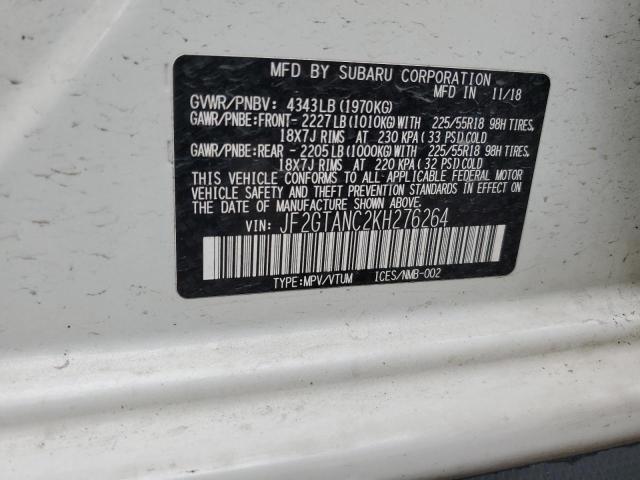 MFD BY SUBARU CORPORATION
MFD IN 11/18
GVWR/PNBV: 4343LB (1970KG)
GAWR/PNBE:FRONT-2227LB(1010KG)WITH 225/55R18 98H TIRES,
18X7J RIMS AT 230 KPA (33 PSI)COLD
GAWR/PNBE:REAR -2205LB(1000KG)WITH 225/55R18 98H TIRES,
18X7J RIMS AT 220 KPA (32 PSI)COLD
THIS VEHICLE CONFORMS TO ALL APPLICABLE FEDERAL MOTOR
VEHICLE SAFETY AND THEFT PREVENTION STANDARDS IN EFFECT ON
THE DATE OF MANUFACTURE SHOWN ABOVE.
VIN: JF2GTANC2KH276264
TYPE:MPV/VTUM ICES/NMB-002